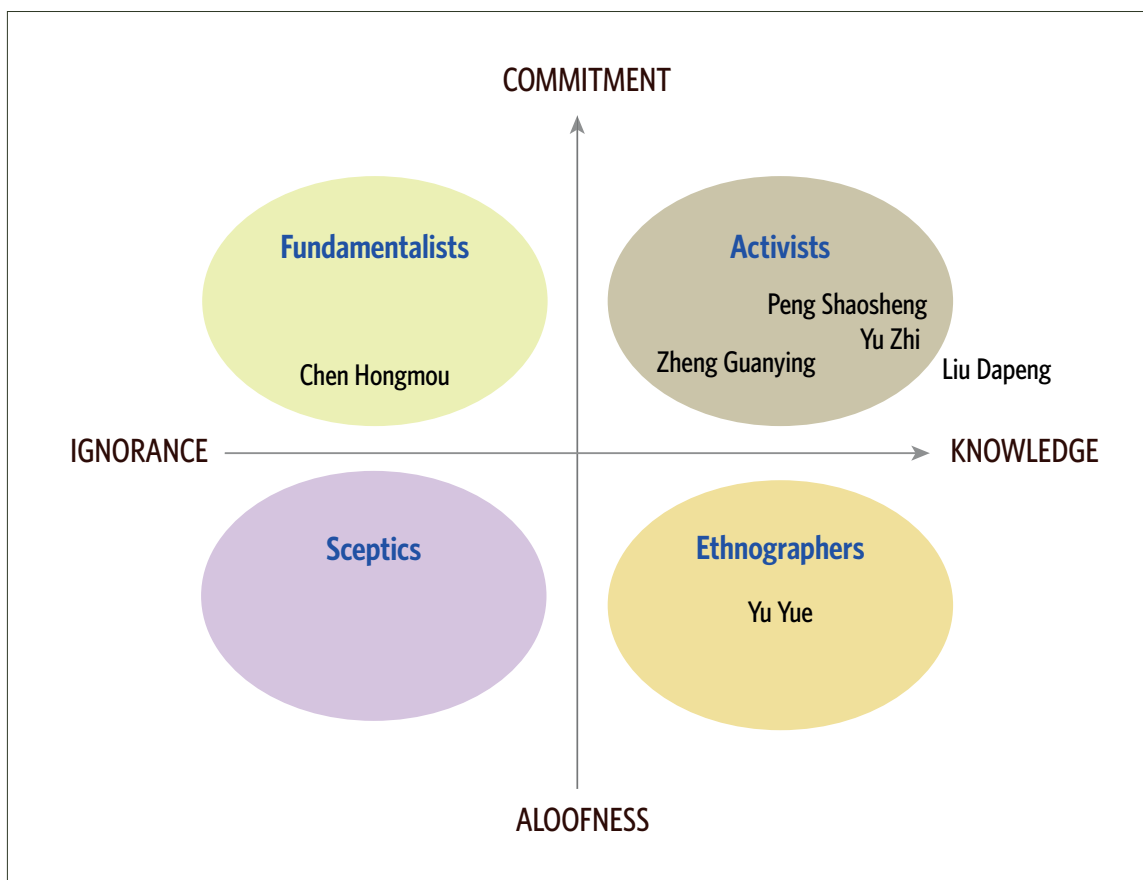 COMMITMENT
Fundamentalists
Activists
Peng Shaosheng
Yu Zhi
Zheng Guanying
Liu Dapeng
Chen Hongmou
IGNORANCE
KNOWLEDGE
Sceptics
Ethnographers
Yu Yue
ALOOFNESS